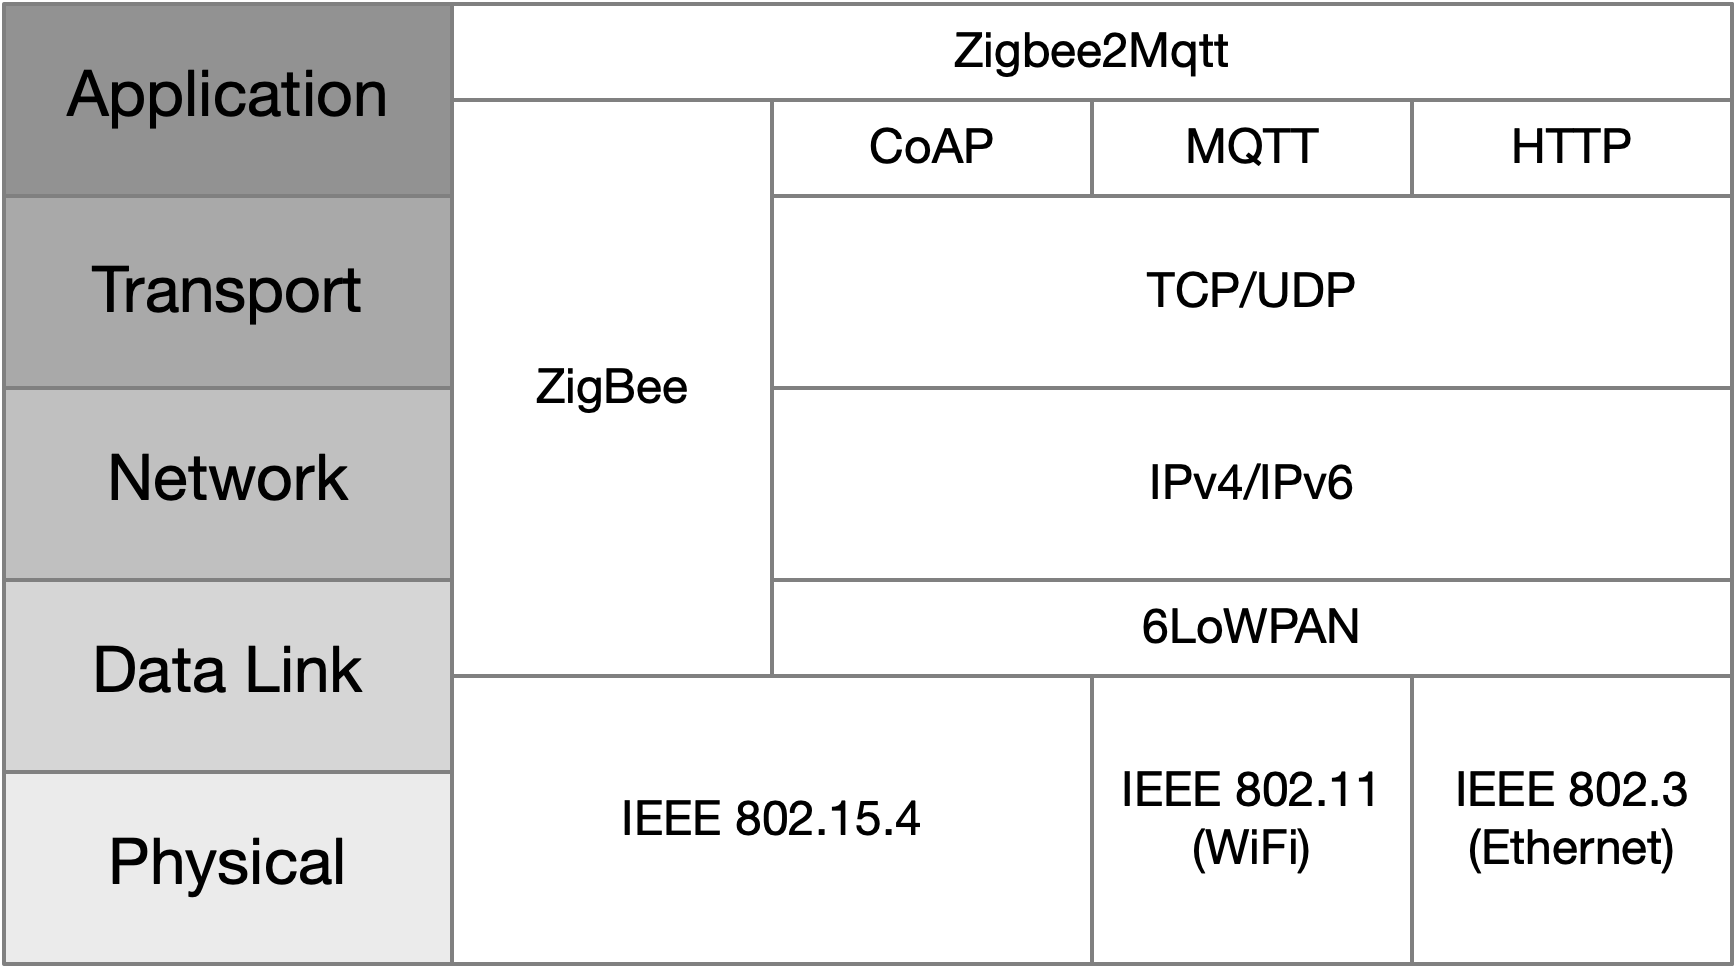 Application
Zigbee2Mqtt
CoAP
MQTT
HTTP
Transport
TCP/UDP
ZigBee
Network
IPv4/IPv6
Data Link
6LoWPAN
Physical
IEEE 802.15.4
IEEE 802.11
(WiFi)
IEEE 802.3
(Ethernet)